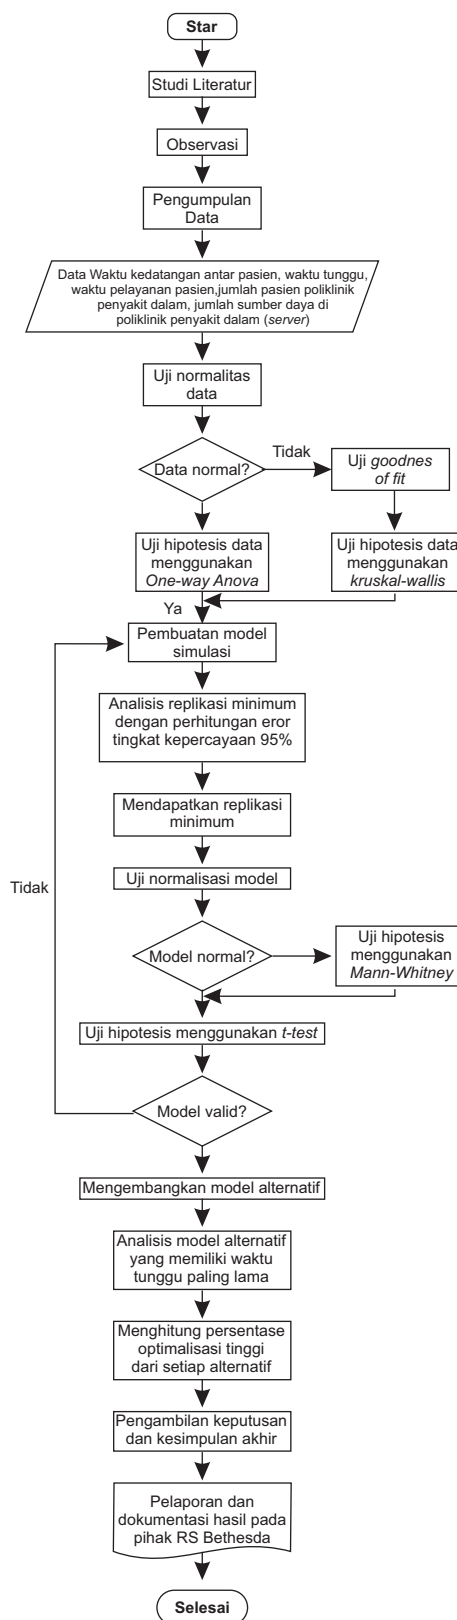 Star
Studi Literatur
Observasi
Pengumpulan
Data
Data Waktu kedatangan antar pasien, waktu tunggu,
waktu pelayanan pasien,jumlah pasien poliklinik
penyakit dalam, jumlah sumber daya di
poliklinik penyakit dalam (server)
Uji normalitas
data
Data normal?
Tidak
Uji goodnes
of fit
Uji hipotesis data
menggunakan
One-way Anova
Uji hipotesis data
menggunakan
kruskal-wallis
Ya
Pembuatan model
simulasi
Analisis replikasi minimum
dengan perhitungan eror
tingkat kepercayaan 95%
Mendapatkan replikasi
minimum
Tidak
Uji normalisasi model
Model normal?
Uji hipotesis
menggunakan
Mann-Whitney
Uji hipotesis menggunakan t-test
Model valid?
Mengembangkan model alternatif
Analisis model alternatif
yang memiliki waktu
tunggu paling lama
Menghitung persentase
optimalisasi tinggi
dari setiap alternatif
Pengambilan keputusan
dan kesimpulan akhir
Pelaporan dan
dokumentasi hasil pada
pihak RS Bethesda
Selesai